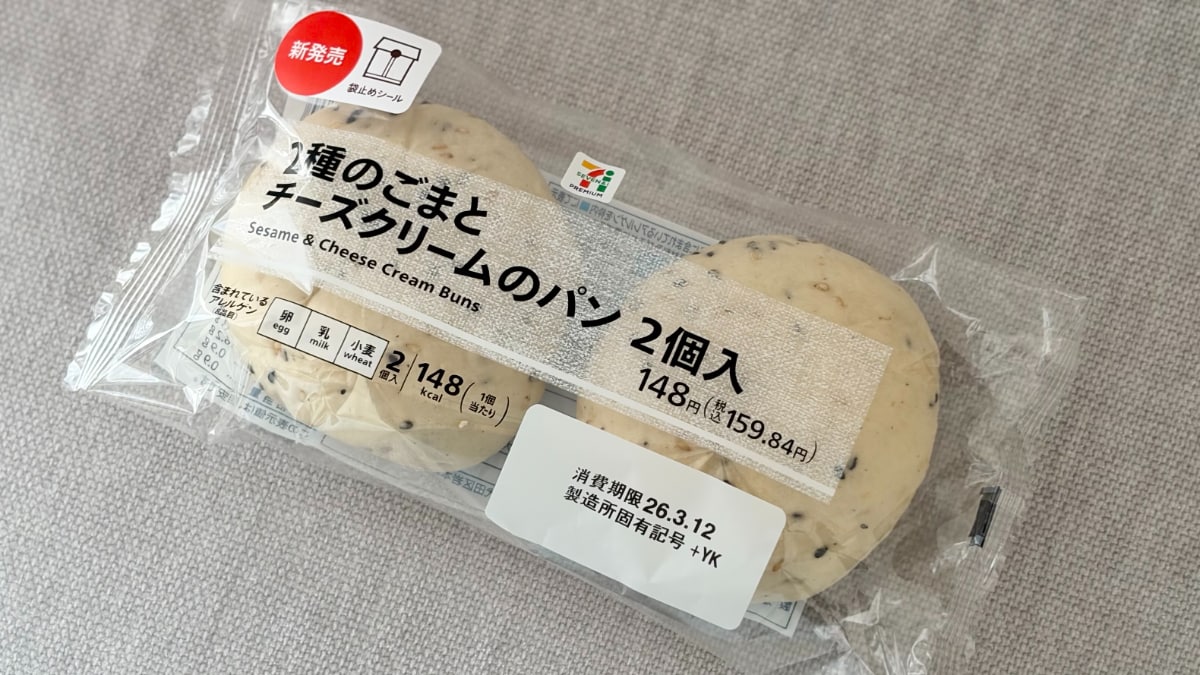 新発売
袋止めシール
SEVEN
PREMIUM
2種のごまと
チーズクリームのパン 2個入
Sesame & Cheese Cream Buns
148円(税込159.84円)
含まれている
アレルゲン
卵 乳 小麦
egg milk wheat
2個入 148kcal (1個当たり)
消費期限26.3.12
製造所固有記号 +YK